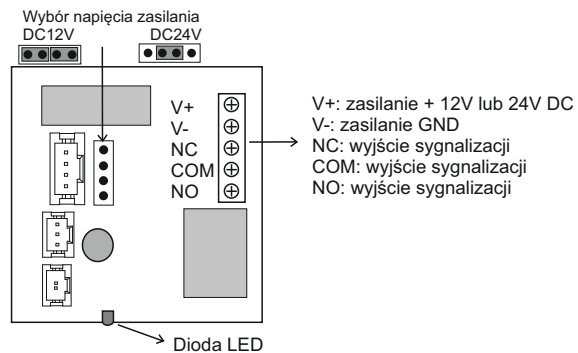 Wybór napięcia zasilania
DC12V DC24V
V+
V-
NC
COM
NO
V+: zasilanie + 12V lub 24V DC
V-: zasilanie GND
NC: wyjście sygnalizacji
COM: wyjście sygnalizacji
NO: wyjście sygnalizacji
Dioda LED